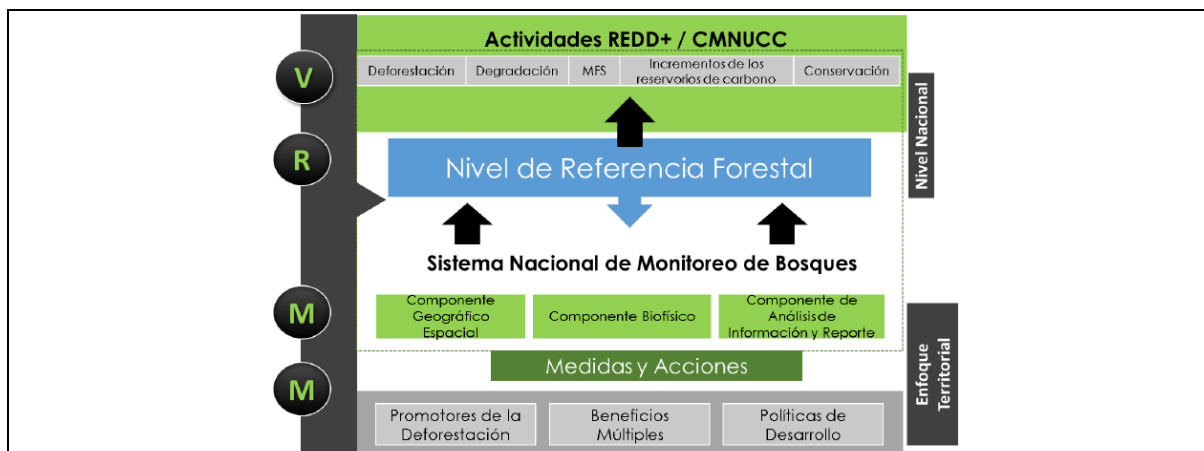 Actividades REDD+ / CMNUCC
V
Deforestación
Degradación
MFS
Incrementos de los
reservorios de carbono
Conservación
Nivel Nacional
R
Nivel de Referencia Forestal
Sistema Nacional de Monitoreo de Bosques
M
Componente
Geográfico
Espacial
Componente Biofísico
Componente de
Análisis de
Información y Reporte
Enfoque
Territorial
M
Medidas y Acciones
Promotores de la
Deforestación
Beneficios
Múltiples
Políticas de
Desarrollo